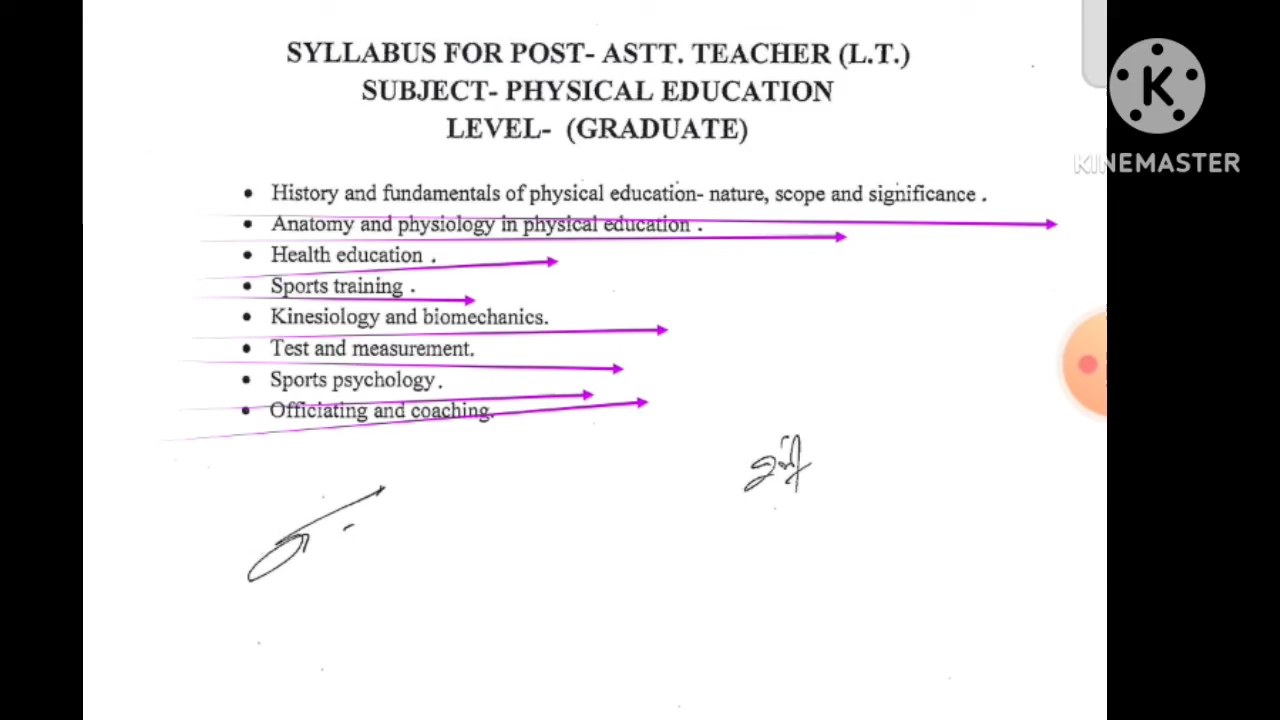 SYLLABUS FOR POST- ASTT. TEACHER (L.T.)
SUBJECT- PHYSICAL EDUCATION
LEVEL- (GRADUATE)
K
KINEMASTER
• History and fundamentals of physical education- nature, scope and significance .
• Anatomy and physiology in physical education .
• Health education .
• Sports training .
• Kinesiology and biomechanics.
• Test and measurement.
• Sports psychology.
• Officiating and coaching.